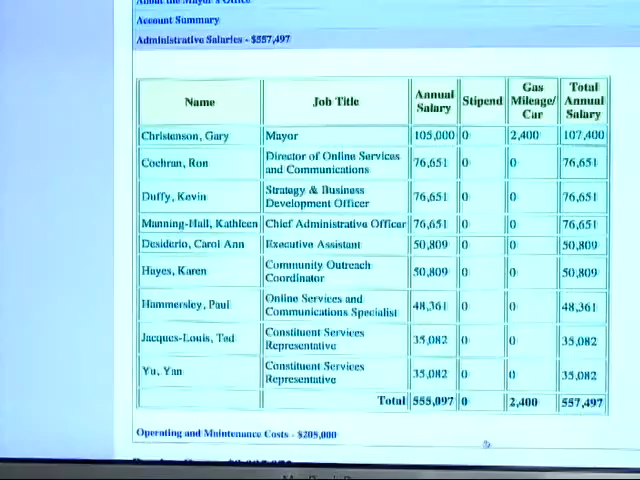 About the Mayor's Office
Account Summary
Administrative Salaries - $557,497
Name Job Title Annual Salary Stipend Gas Mileage/ Car Total Annual Salary
Christenson, Gary Mayor 105,000 0 2,400 107,400
Cochran, Ron Director of Online Services and Communications 76,651 0 0 76,651
Duffy, Kevin Strategy & Business Development Officer 76,651 0 0 76,651
Manning-Hall, Kathleen Chief Administrative Officer 76,651 0 0 76,651
Desiderio, Carol Ann Executive Assistant 50,809 0 0 50,809
Hayes, Karen Community Outreach Coordinator 50,809 0 0 50,809
Hammersley, Paul Online Services and Communications Specialist 48,361 0 0 48,361
Jacques-Louis, Ted Constituent Services Representative 35,082 0 0 35,082
Yu, Yan Constituent Services Representative 35,082 0 0 35,082
Total 555,097 0 2,400 557,497
Operating and Maintenance Costs - $205,000